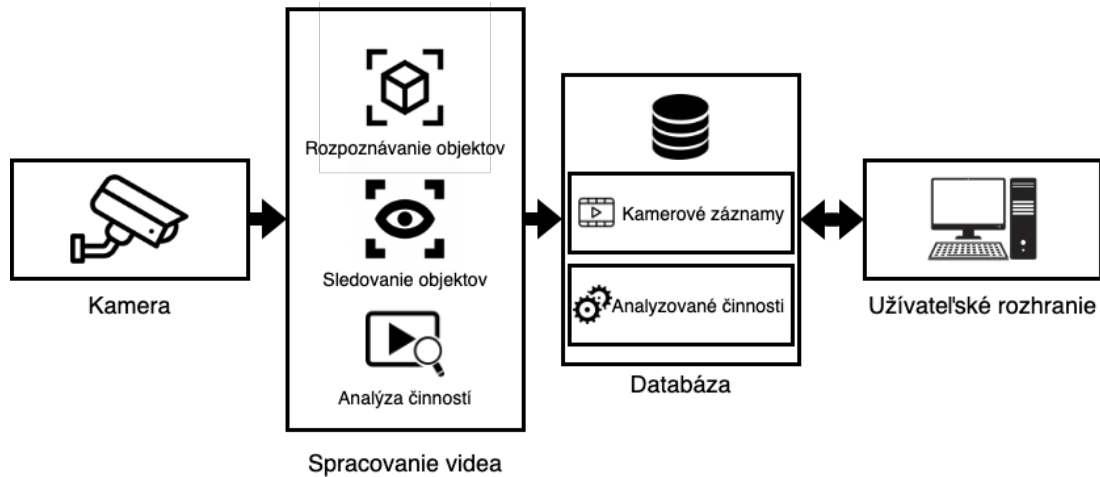 Rozpoznávanie objektov
Kamerové záznamy
Sledovanie objektov
Kamera
Analyzované činnosti
Užívateľské rozhranie
Databáza
Analýza činností
Spracovanie videa